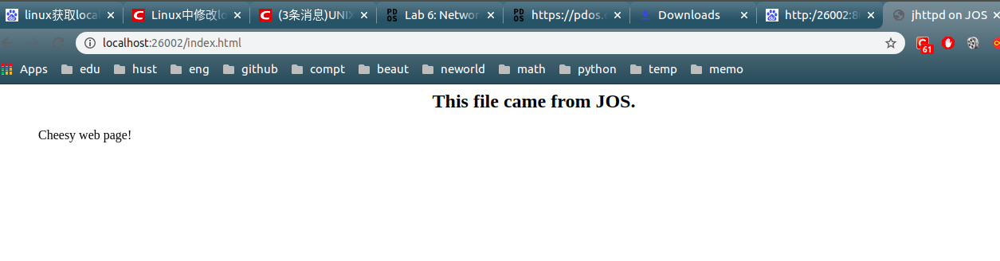 linux获取loca Linux中修改lo (3条消息)UNIX Lab 6: Networ https://pdos.e Downloads http:/26002:8 jhttpd on JOS
localhost:26002/index.html 61
Apps edu hust eng github compt beaut neworld math python temp memo
This file came from JOS.
Cheesy web page!